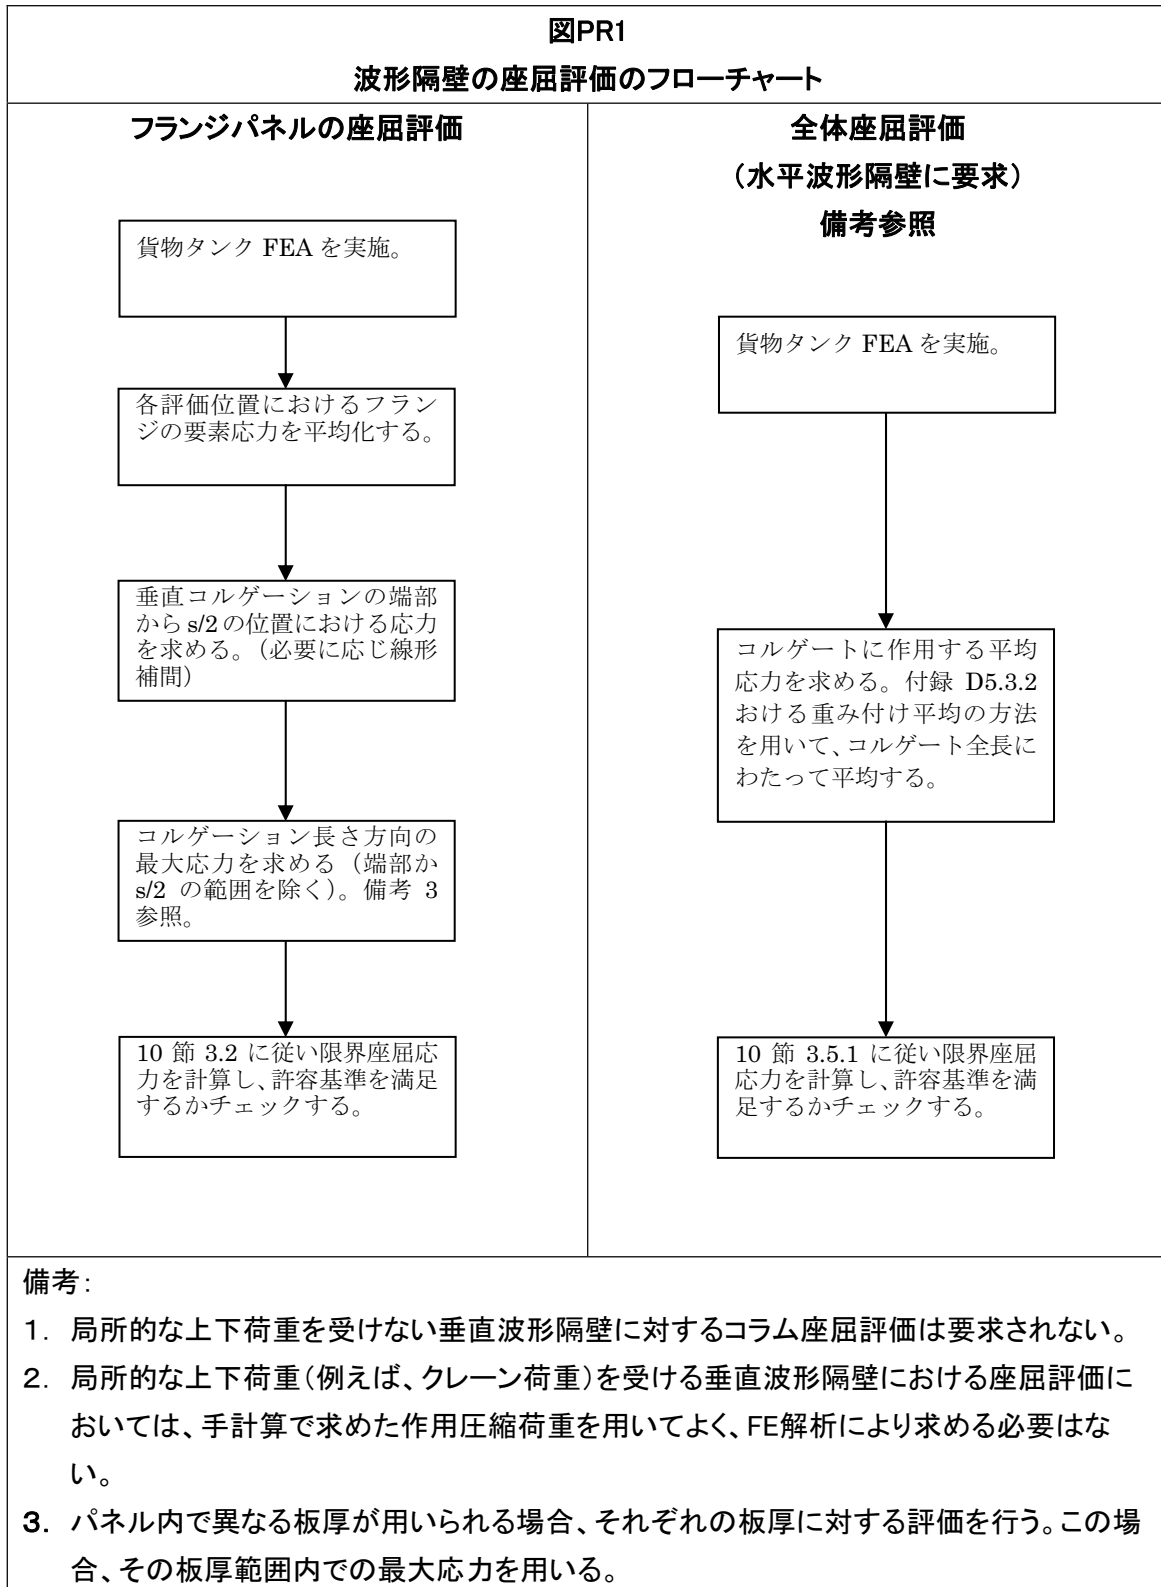 図PR1
波形隔壁の座屈評価のフローチャート
フランジパネルの座屈評価
貨物タンク FEA を実施。
各評価位置におけるフラン
ジの要素応力を平均化する。
垂直コルゲーションの端部
から s/2 の位置における応力
を求める。（必要に応じ線形
補間）
コルゲーション長さ方向の
最大応力を求める（端部か
s/2 の範囲を除く）。備考 3
参照。
10 節 3.2 に従い限界座屈応
力を計算し、許容基準を満足
するかチェックする。
全体座屈評価
（水平波形隔壁に要求）
備考参照
貨物タンク FEA を実施。
コルゲートに作用する平均
応力を求める。付録 D5.3.2
おける重み付け平均の方法
を用いて、コルゲート全長に
わたって平均する。
10 節 3.5.1 に従い限界座屈
応力を計算し、許容基準を満
足するかチェックする。
備考：
１．局所的な上下荷重を受けない垂直波形隔壁に対するコラム座屈評価は要求されない。
２．局所的な上下荷重（例えば、クレーン荷重）を受ける垂直波形隔壁における座屈評価に
おいては、手計算で求めた作用圧縮荷重を用いてよく、FE解析により求める必要はな
い。
３．パネル内で異なる板厚が用いられる場合、それぞれの板厚に対する評価を行う。この場
合、その板厚範囲内での最大応力を用いる。